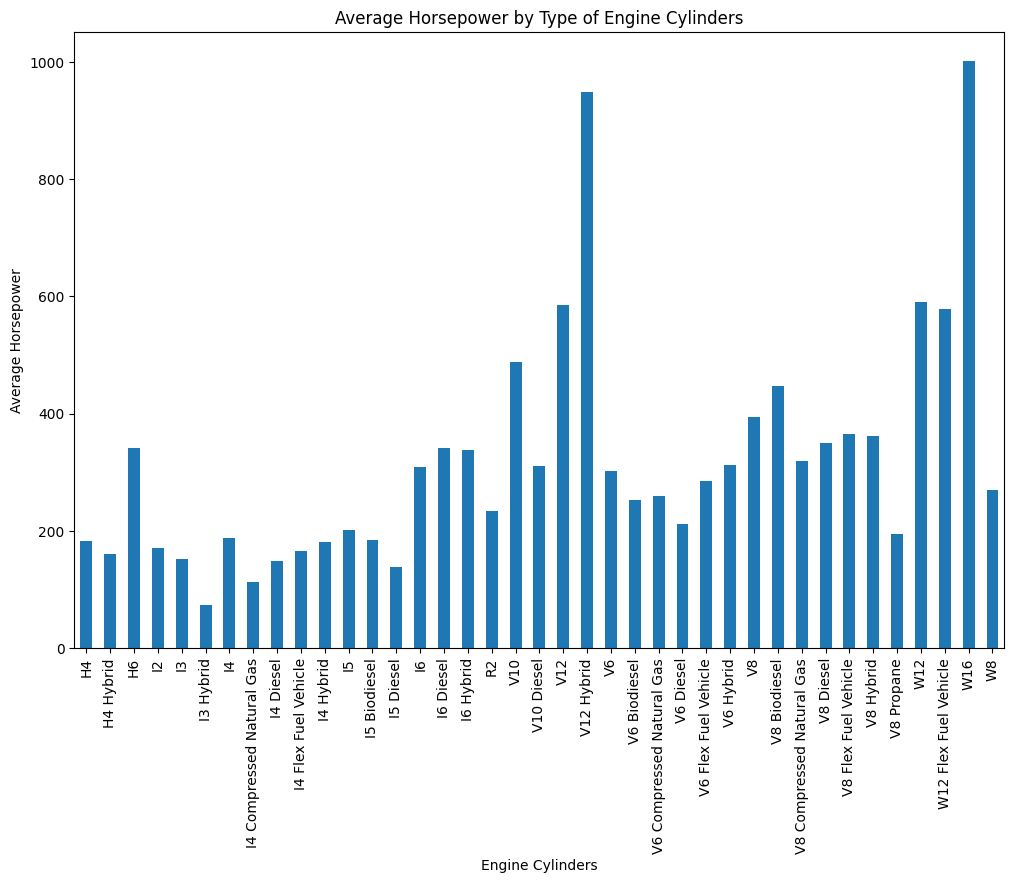 Average Horsepower by Type of Engine Cylinders
Average Horsepower
1000
800
600
400
200
0
H4
H4 Hybrid
H6
I2
I3
I3 Hybrid
I4
I4 Compressed Natural Gas
I4 Diesel
I4 Flex Fuel Vehicle
I4 Hybrid
I5
I5 Biodiesel
I5 Diesel
I6
I6 Diesel
I6 Hybrid
R2
V10
V10 Diesel
V12
V12 Hybrid
V6
V6 Biodiesel
V6 Compressed Natural Gas
V6 Diesel
V6 Flex Fuel Vehicle
V6 Hybrid
V8
V8 Biodiesel
V8 Compressed Natural Gas
V8 Diesel
V8 Flex Fuel Vehicle
V8 Hybrid
V8 Propane
W12
W12 Flex Fuel Vehicle
W16
W8
Engine Cylinders